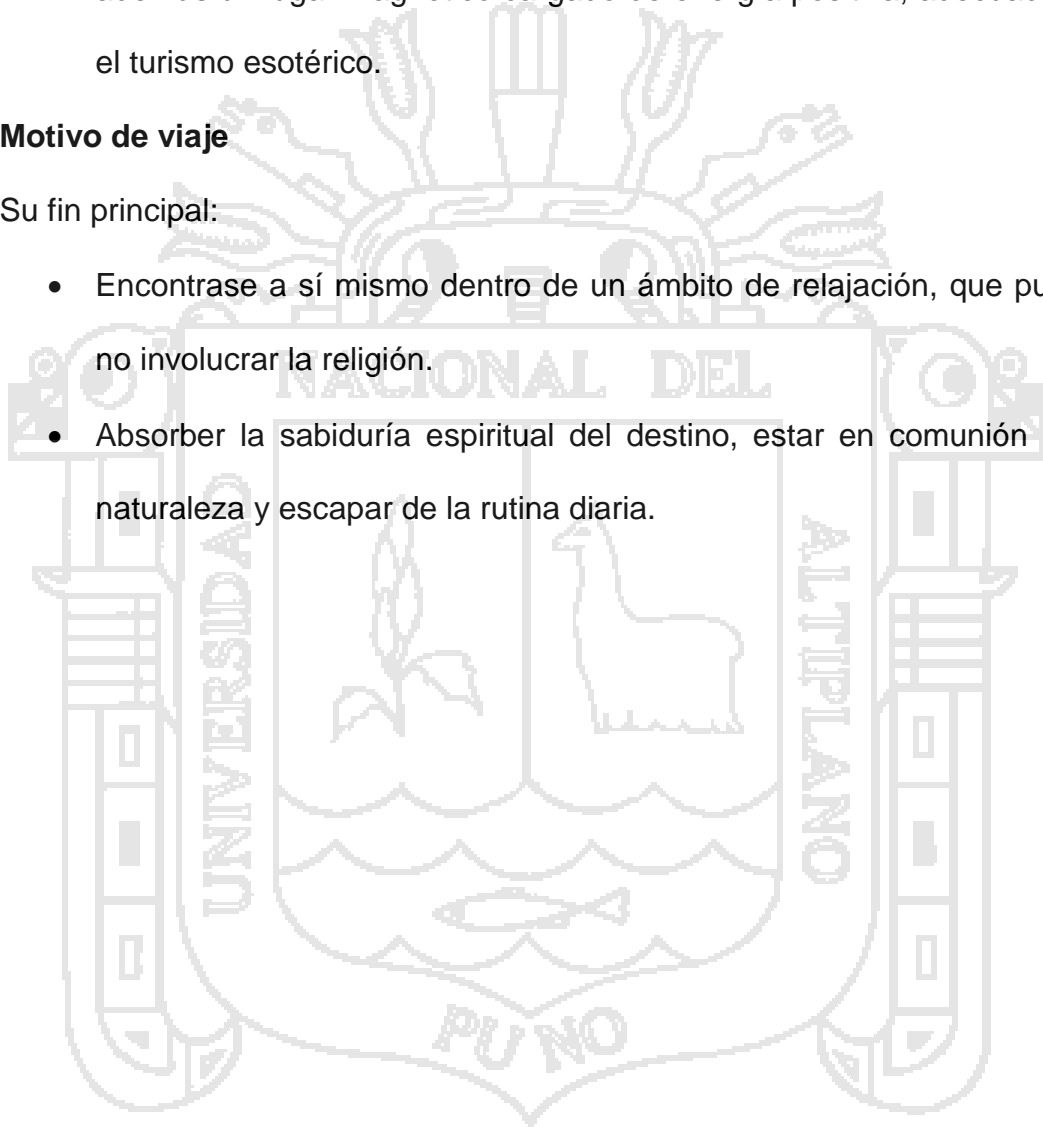 el turismo esotérico.
Motivo de viaje
Su fin principal:
• Encontrase a sí mismo dentro de un ámbito de relajación, que
no involucrar la religión.
• Absorber la sabiduría espiritual del destino, estar en comunión
naturaleza y escapar de la rutina diaria.
NACIONAL DEL
UNIVERSIDAD
ALTIPLANO
PUNO